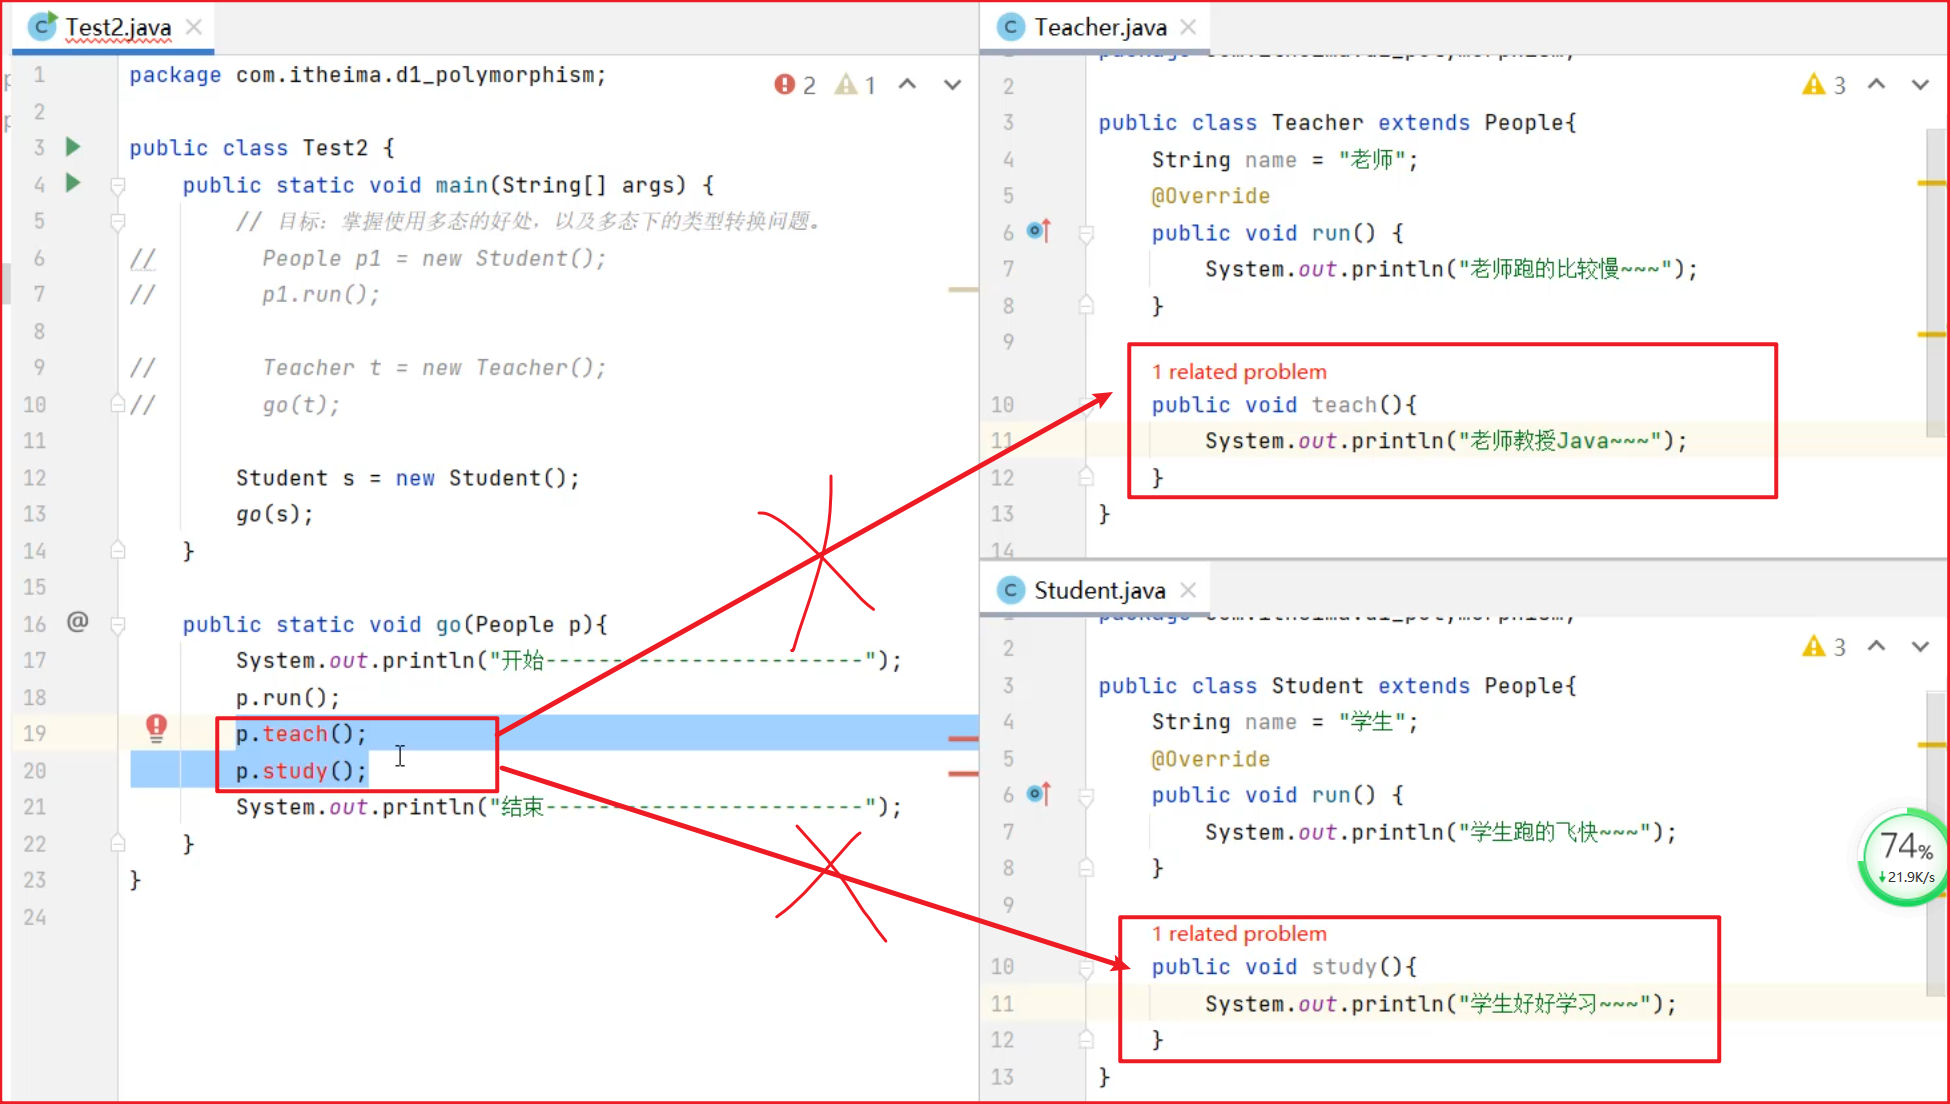 Test2.java
2 1
1 package com.itheima.d1_polymorphism;
2
3 public class Test2 {
4 public static void main(String[] args) {
5 // 目标：掌握使用多态的好处，以及多态下的类型转换问题。
6 // People p1 = new Student();
7 // p1.run();
8
9 // Teacher t = new Teacher();
10 // go(t);
11
12 Student s = new Student();
13 go(s);
14 }
15
16 @ public static void go(People p){
17 System.out.println("开始------------------------");
18 p.run();
19 p.teach();
20 p.study();
21 System.out.println("结束------------------------");
22 }
23 }
24
Teacher.java
3
2
3 public class Teacher extends People{
4 String name = "老师";
5 @Override
6 public void run() {
7 System.out.println("老师跑的比较慢~~~");
8 }
9
1 related problem
10 public void teach(){
11 System.out.println("老师教授Java~~~");
12 }
13 }
14
Student.java
3
2
3 public class Student extends People{
4 String name = "学生";
5 @Override
6 public void run() {
7 System.out.println("学生跑的飞快~~~");
8 }
9
1 related problem
10 public void study(){
11 System.out.println("学生好好学习~~~");
12 }
13 }
74%
↓21.9K/s